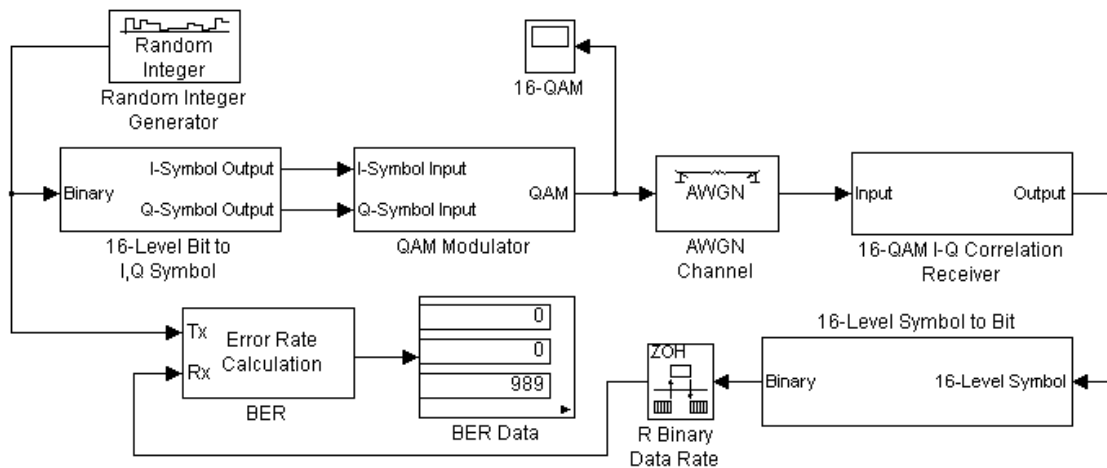 Random
Integer
Random Integer
Generator
16-QAM
Binary
I-Symbol Output
Q-Symbol Output
16-Level Bit to
I,Q Symbol
I-Symbol Input
Q-Symbol Input
QAM
QAM Modulator
AWGN
AWGN
Channel
Input
Output
16-QAM I-Q Correlation
Receiver
Tx
Rx
Error Rate
Calculation
BER
0
0
989
BER Data
ZOH
R Binary
Data Rate
16-Level Symbol to Bit
Binary
16-Level Symbol